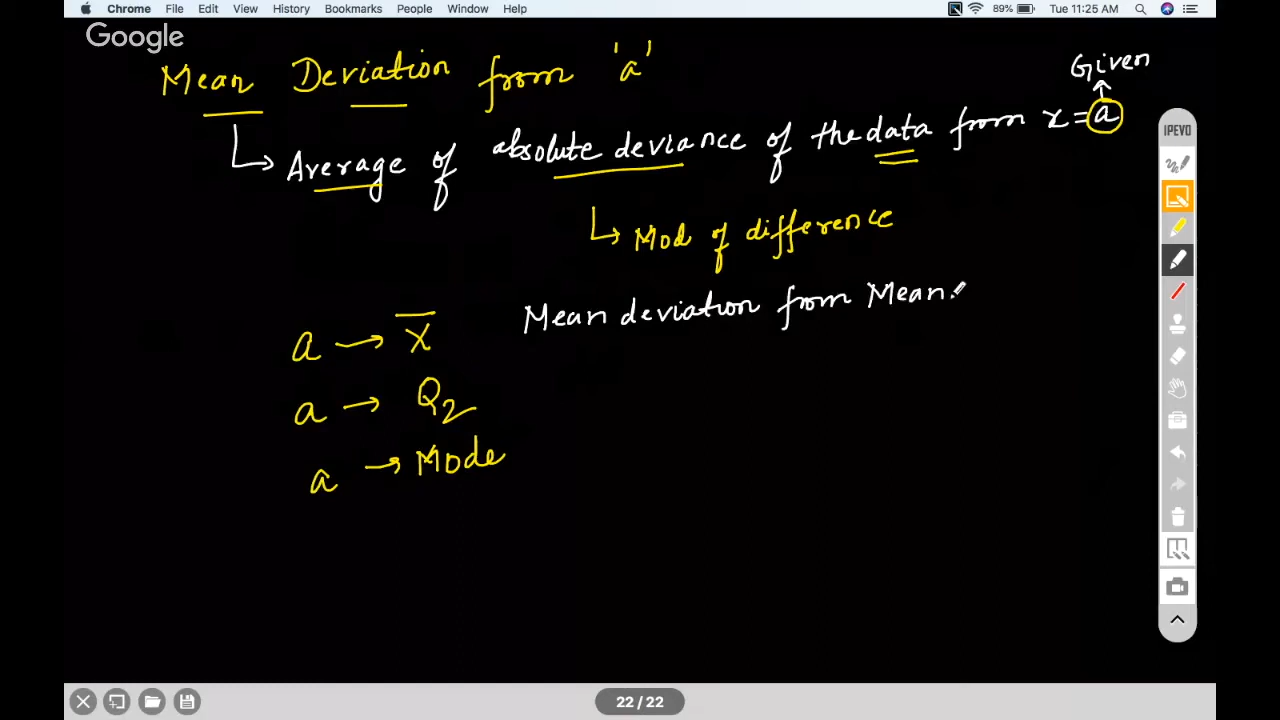 Chrome File Edit View History Bookmarks People Window Help 89% Tue 11:25 AM
Google
Mean Deviation from 'a'
Given
Average of absolute deviance of the data from x = a
IPEVO
Mod of difference
Mean deviation from Mean.
a → X̄
a → Q2
a → Mode
22 / 22